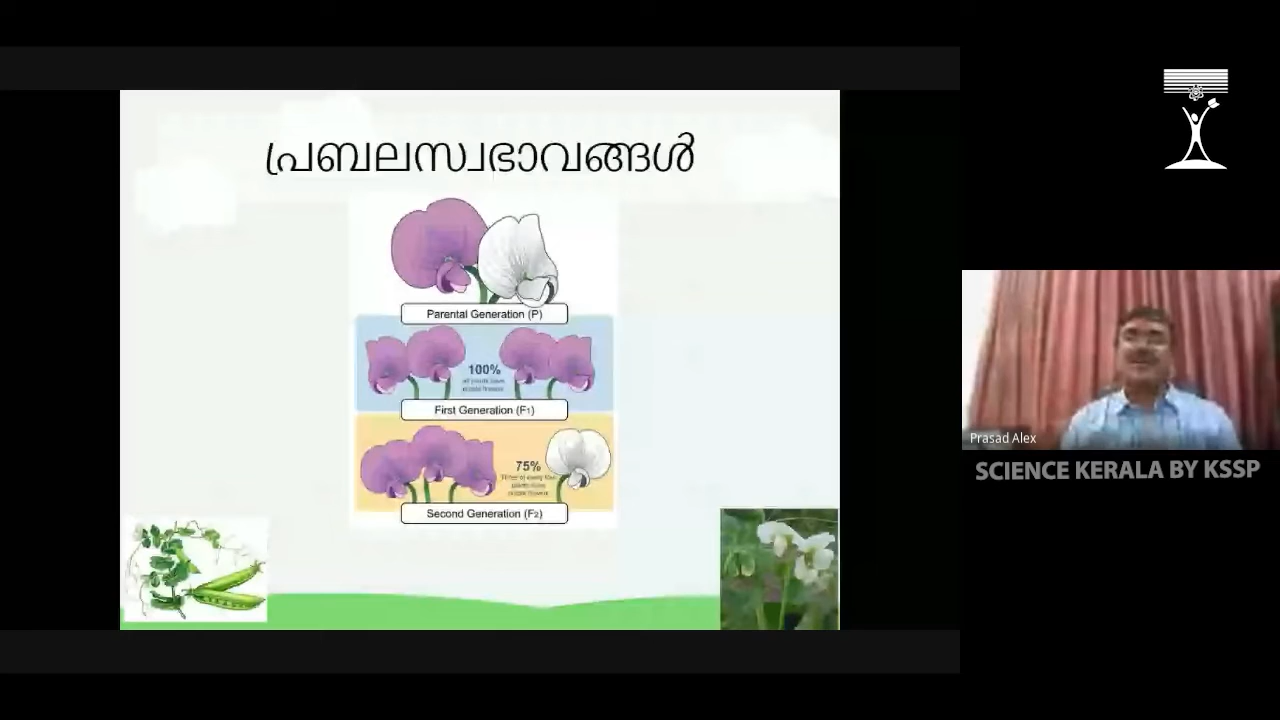 പ്രബലസ്വഭാവങ്ങൾ
Parental Generation (P)
100%
First Generation (F1)
75%
Second Generation (F2)
Prasad Alex
SCIENCE KERALA BY KSSP